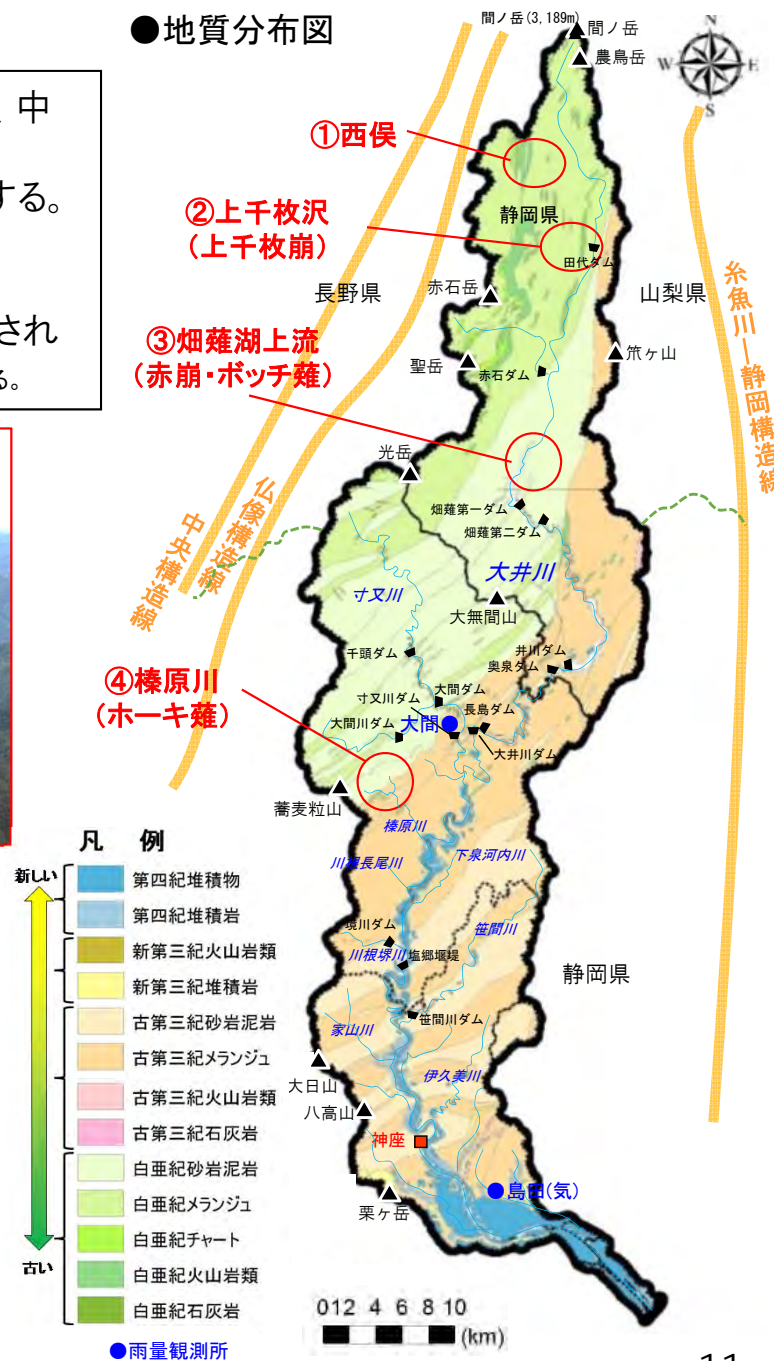 ●地質分布図
中
する。
され
る。
間ノ岳(3,189m)
間ノ岳
農鳥岳
N
W
E
S
①西俣
静岡県
②上千枚沢
(上千枚崩)
田代ダム
長野県
赤石岳
山梨県
糸魚川ー静岡構造線
③畑薙湖上流
(赤崩・ボッチ薙)
聖岳
赤石ダム
笊ヶ山
光岳
畑薙第一ダム
畑薙第二ダム
仏像構造線
中央構造線
大井川
寸又川
大無間山
千頭ダム
井川ダム
奥泉ダム
④榛原川
(ホーキ薙)
寸又川ダム
大間ダム
大間川ダム
大間
長島ダム
大井川ダム
蕎麦粒山
榛原川
川根長尾川
下泉河内川
境川ダム
笹間川
川根堺川
塩郷堰堤
静岡県
笹間川ダム
家山川
伊久美川
大日山
八高山
神座
島田(気)
栗ヶ岳
凡 例
新しい
第四紀堆積物
第四紀堆積岩
新第三紀火山岩類
新第三紀堆積岩
古第三紀砂岩泥岩
古第三紀メランジュ
古第三紀火山岩類
古第三紀石灰岩
白亜紀砂岩泥岩
白亜紀メランジュ
白亜紀チャート
白亜紀火山岩類
白亜紀石灰岩
古い
●雨量観測所
012 4 6 8 10
(km)